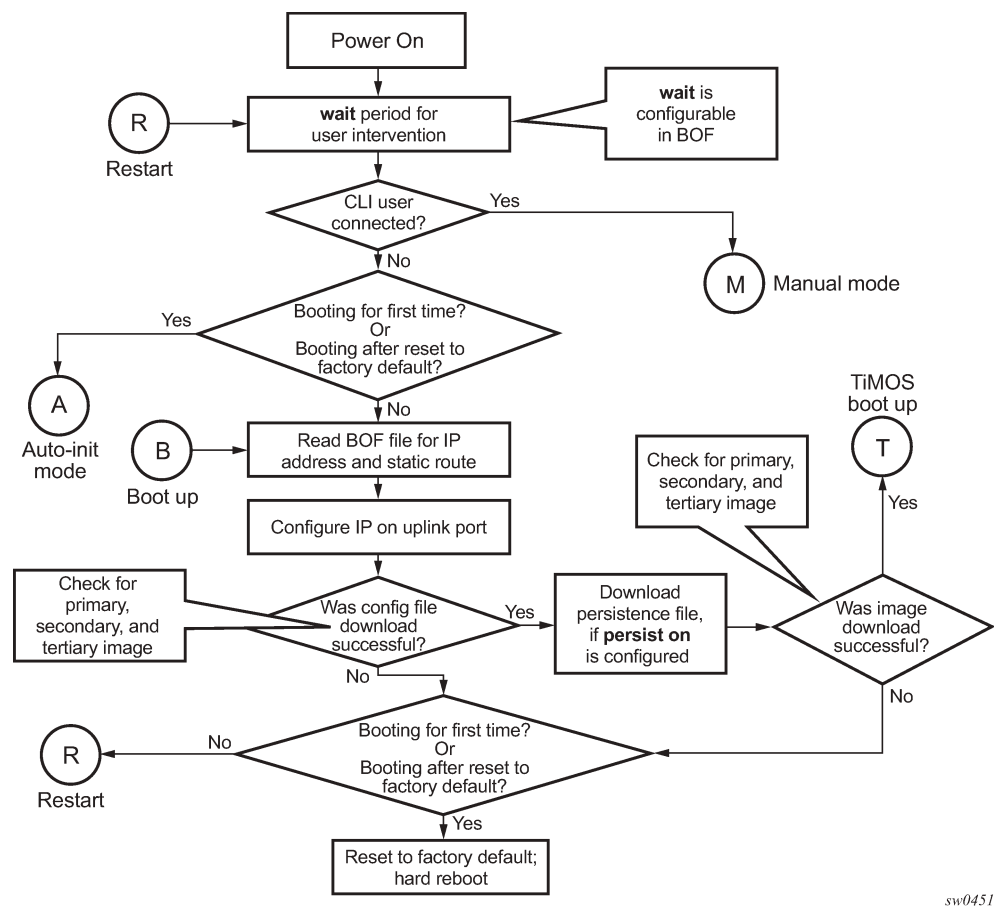 Power On
wait period for
user intervention
wait is
configurable
in BOF
R
Restart
CLI user
connected?
Yes
No
M
Manual mode
Booting for first time?
Or
Booting after reset to
factory default?
Yes
No
A
Auto-init
mode
B
Boot up
Read BOF file for IP
address and static route
TiMOS
boot up
T
Yes
Check for primary,
secondary, and
tertiary image
Configure IP on uplink port
Check for
primary,
secondary, and
tertiary image
Was config file
download
successful?
Yes
No
Download
persistence file,
if persist on
is configured
Was image
download
successful?
No
Booting for first time?
Or
Booting after reset to
factory default?
No
R
Restart
Yes
Reset to factory default;
hard reboot
sw0451